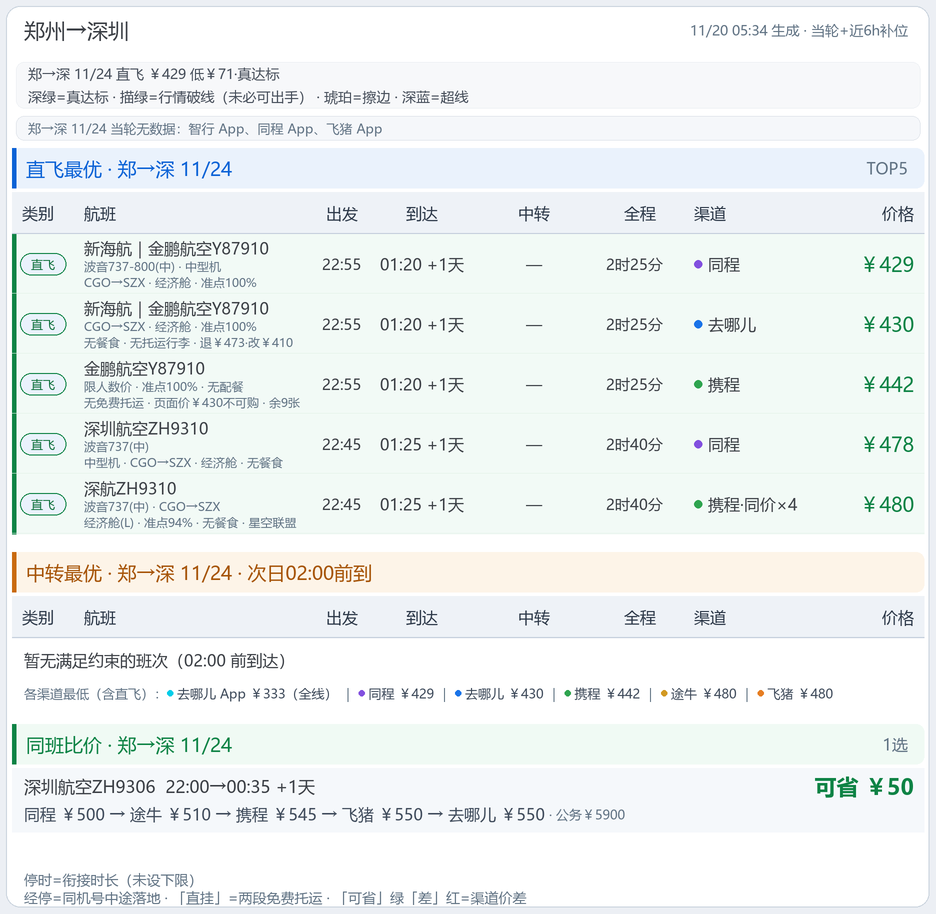 郑州→深圳
11/20 05:34 生成 · 当轮+近6h补位
郑→深 11/24 直飞 ￥429 低￥71·真达标
深绿=真达标 · 描绿=行情破线（未必可出手） · 琥珀=擦边 · 深蓝=超线
郑→深 11/24 当轮无数据：智行 App、同程 App、飞猪 App
直飞最优 · 郑→深 11/24 TOP5
类别 航班 出发 到达 中转 全程 渠道 价格
新海航｜金鹏航空Y87910
直飞 波音737-800(中) · 中型机 22:55 01:20 +1天 — 2时25分 同程 ￥429
CGO→SZX · 经济舱 · 准点100%
新海航｜金鹏航空Y87910
直飞 CGO→SZX · 经济舱 · 准点100% 22:55 01:20 +1天 — 2时25分 去哪儿 ￥430
无餐食 · 无托运行李 · 退￥473·改￥410
金鹏航空Y87910
直飞 限人数价 · 准点100% · 无配餐 22:55 01:20 +1天 — 2时25分 携程 ￥442
无免费托运 · 页面价￥430不可购 · 余9张
深圳航空ZH9310
直飞 波音737(中) 22:45 01:25 +1天 — 2时40分 同程 ￥478
中型机 · CGO→SZX · 经济舱 · 无餐食
深航ZH9310
直飞 波音737(中) · CGO→SZX 22:45 01:25 +1天 — 2时40分 携程·同价×4 ￥480
经济舱(L) · 准点94% · 无餐食 · 星空联盟
中转最优 · 郑→深 11/24 · 次日02:00前到
类别 航班 出发 到达 中转 全程 渠道 价格
暂无满足约束的班次（02:00 前到达）
各渠道最低（含直飞）： 去哪儿 App ￥333（全线） | 同程 ￥429 | 去哪儿 ￥430 | 携程 ￥442 | 途牛 ￥480 | 飞猪 ￥480
同班比价 · 郑→深 11/24 1选
深圳航空ZH9306 22:00→00:35 +1天 可省 ￥50
同程 ￥500 → 途牛 ￥510 → 携程 ￥545 → 飞猪 ￥550 → 去哪儿 ￥550 · 公务￥5900
停时=衔接时长（未设下限）
经停=同机号中途落地 · 「直挂」=两段免费托运 · 「可省」绿「差」红=渠道价差